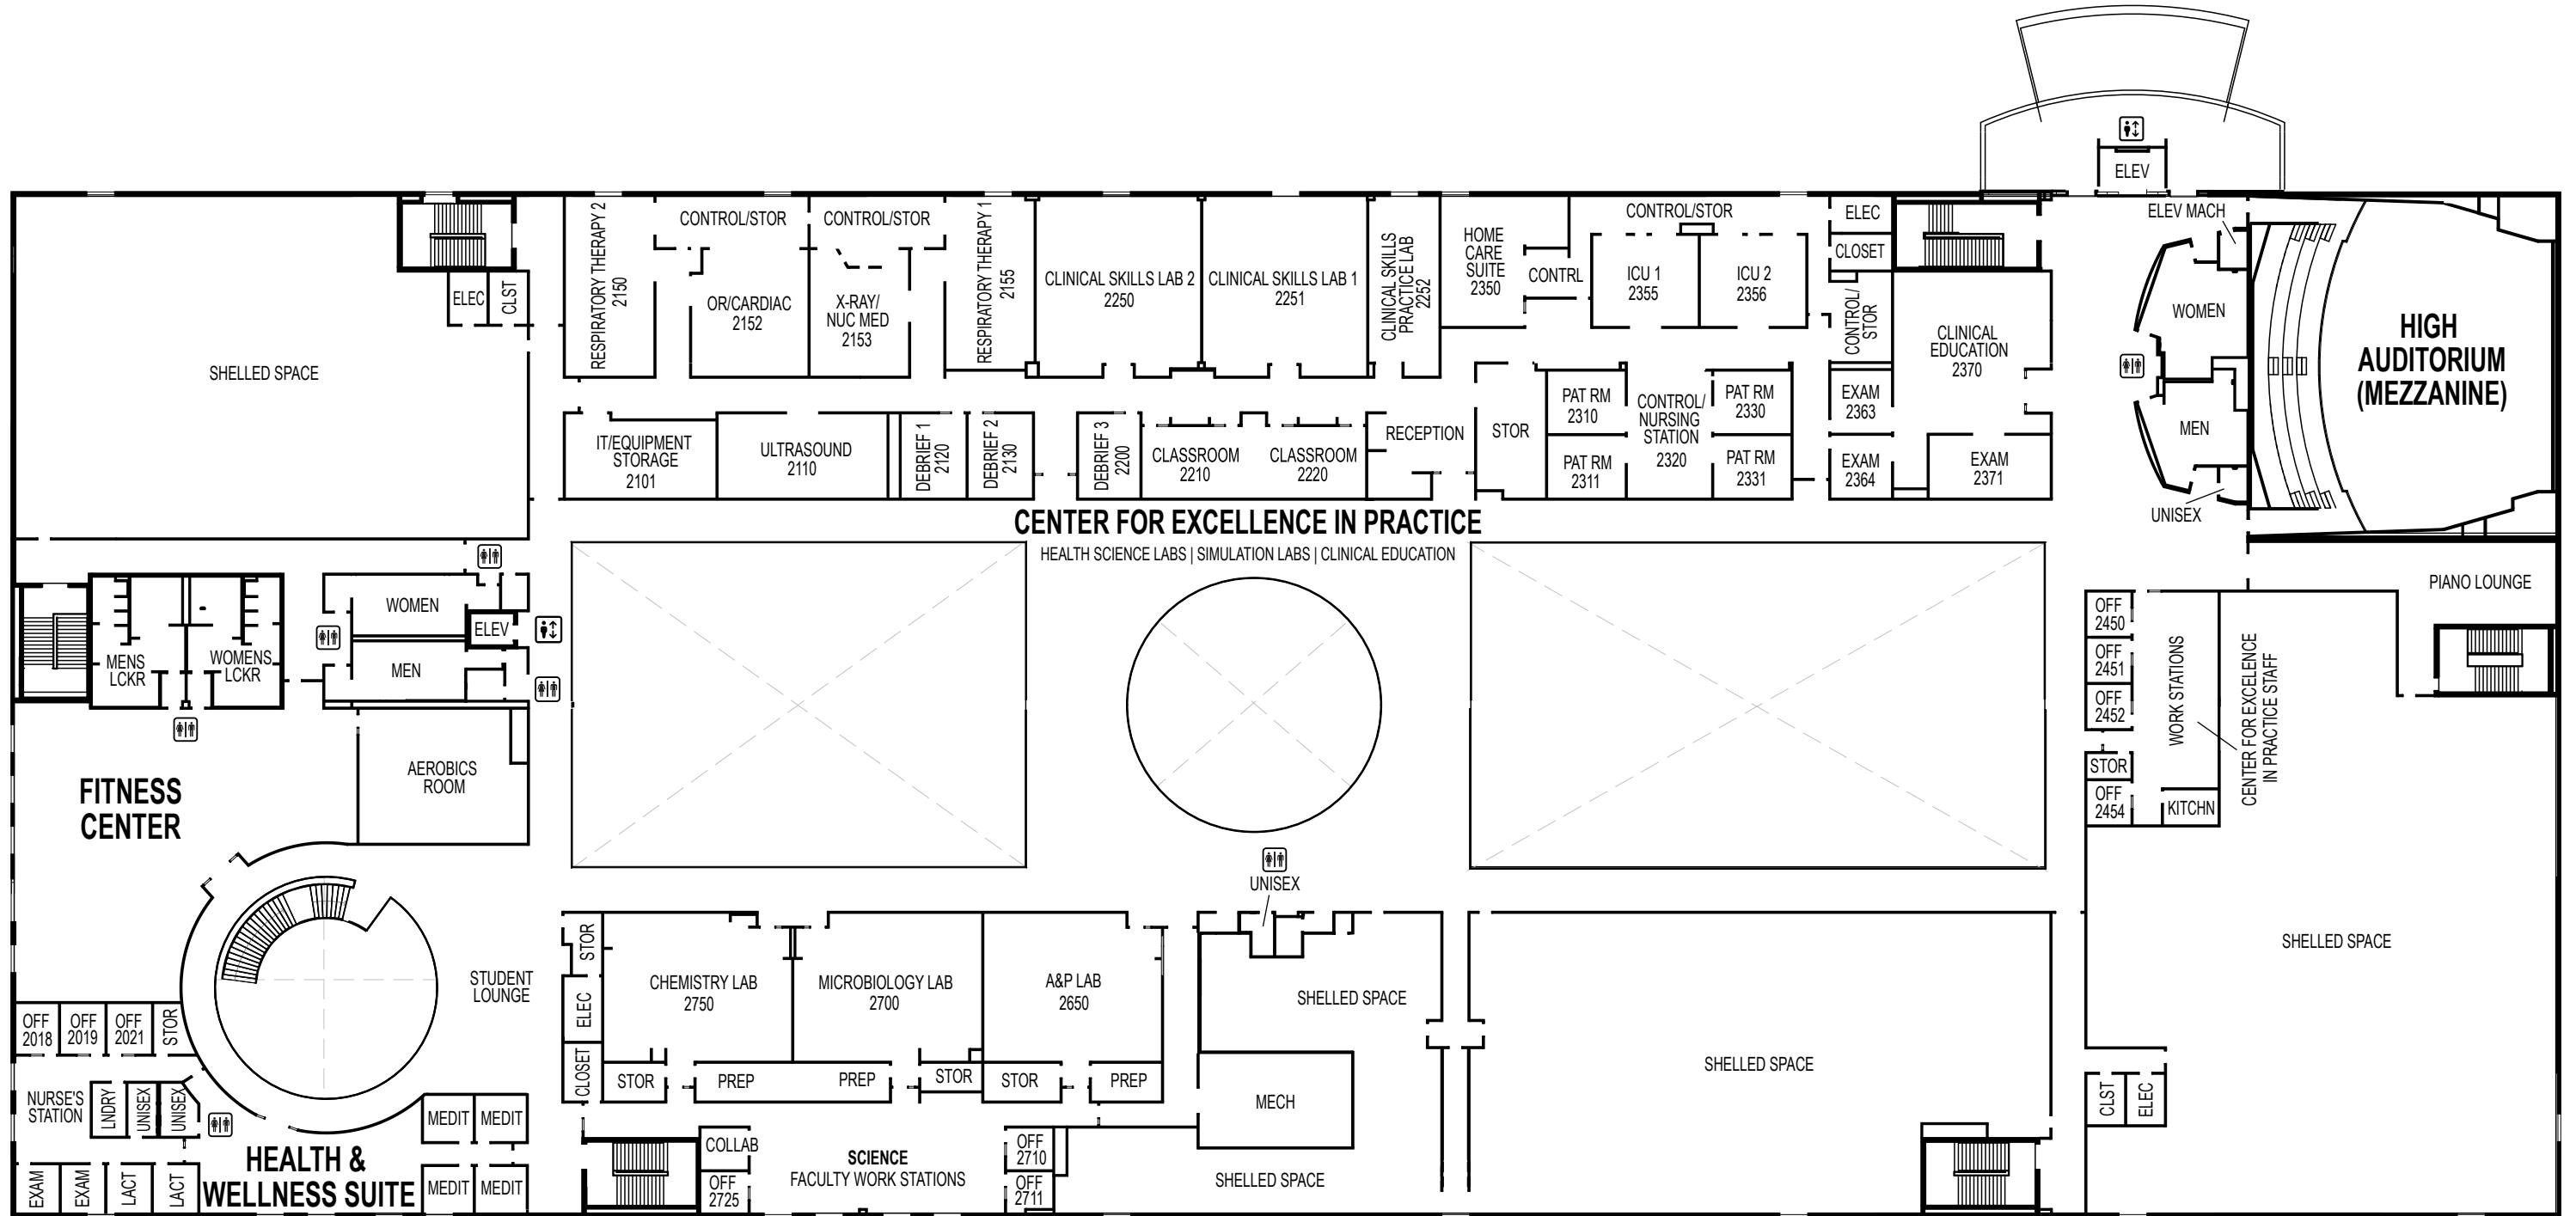 ELEV
ELEV MACH
SHELLED SPACE
ELEC
CLST
RESPIRATORY THERAPY 2
2150
CONTROL/STOR
OR/CARDIAC
2152
CONTROL/STOR
X-RAY/
NUC MED
2153
RESPIRATORY THERAPY 1
2155
CLINICAL SKILLS LAB 2
2250
CLINICAL SKILLS LAB 1
2251
CLINICAL SKILLS
PRACTICE LAB
2252
HOME
CARE
SUITE
2350
CONTRL
CONTROL/STOR
ICU 1
2355
ICU 2
2356
ELEC
CLOSET
CONTROL/
STOR
CLINICAL
EDUCATION
2370
WOMEN
MEN
UNISEX
HIGH
AUDITORIUM
(MEZZANINE)
IT/EQUIPMENT
STORAGE
2101
ULTRASOUND
2110
DEBRIEF 1
2120
DEBRIEF 2
2130
DEBRIEF 3
2200
CLASSROOM
2210
CLASSROOM
2220
RECEPTION
STOR
PAT RM
2310
PAT RM
2311
CONTROL/
NURSING
STATION
2320
PAT RM
2330
PAT RM
2331
EXAM
2363
EXAM
2364
EXAM
2371
CENTER FOR EXCELLENCE IN PRACTICE
HEALTH SCIENCE LABS | SIMULATION LABS | CLINICAL EDUCATION
PIANO LOUNGE
MENS
LCKR
WOMENS
LCKR
WOMEN
MEN
ELEV
AEROBICS
ROOM
FITNESS
CENTER
OFF
2450
OFF
2451
OFF
2452
STOR
OFF
2454
WORK STATIONS
KITCHN
CENTER FOR EXCELLENCE
IN PRACTICE STAFF
UNISEX
STUDENT
LOUNGE
STOR
ELEC
CLOSET
CHEMISTRY LAB
2750
MICROBIOLOGY LAB
2700
A&P LAB
2650
SHELLED SPACE
SHELLED SPACE
SHELLED SPACE
OFF
2018
OFF
2019
OFF
2021
STOR
NURSE'S
STATION
LNDRY
UNISEX
UNISEX
STOR
PREP
PREP
STOR
STOR
PREP
MECH
CLST
ELEC
MEDIT
MEDIT
HEALTH &
WELLNESS SUITE
EXAM
EXAM
LACT
LACT
MEDIT
MEDIT
COLLAB
OFF
2725
SCIENCE
FACULTY WORK STATIONS
OFF
2710
OFF
2711
SHELLED SPACE